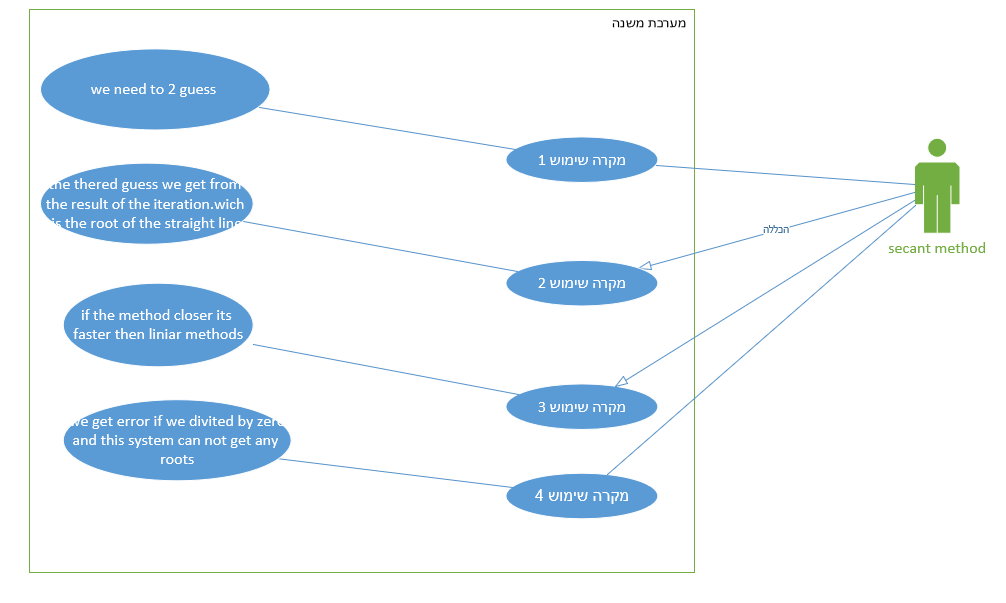 מערכת משנה
we need to 2 guess
מקרה שימוש 1
the thered guess we get from
the result of the iteration.wich
is the root of the straight line
הכללה
secant method
מקרה שימוש 2
if the method closer its
faster then liniar methods
מקרה שימוש 3
we get error if we divited by zero
and this system can not get any
roots
מקרה שימוש 4